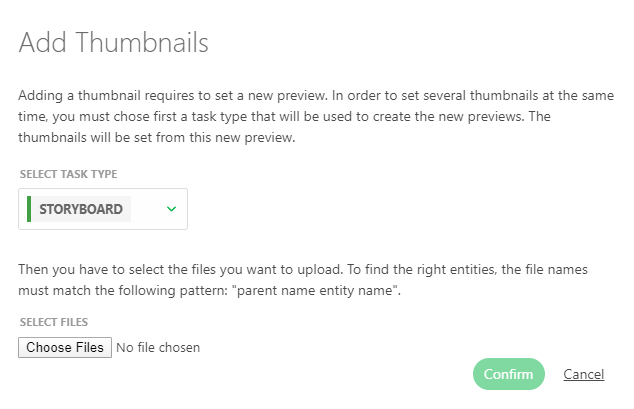 Add Thumbnails
Adding a thumbnail requires to set a new preview. In order to set several thumbnails at the same
time, you must chose first a task type that will be used to create the new previews. The
thumbnails will be set from this new preview.
SELECT TASK TYPE
STORYBOARD
Then you have to select the files you want to upload. To find the right entities, the file names
must match the following pattern: "parent name entity name".
SELECT FILES
Choose Files No file chosen
Confirm Cancel